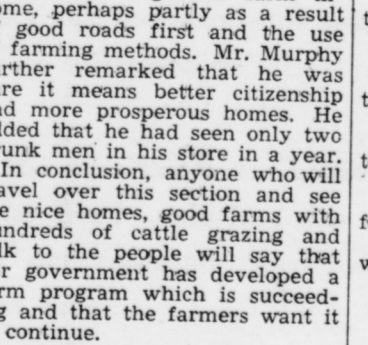 ome, perhaps partly as a result
good roads first and the use
farming methods. Mr. Murphy
rther remarked that he was
re it means better citizenship
nd more prosperous homes. He
dded that he had seen only two
runk men in his store in a year.
In conclusion, anyone who will
avel over this section and see
e nice homes, good farms with
undreds of cattle grazing and
lk to the people will say that
r government has developed a
rm program which is succeed-
g and that the farmers want it
continue.